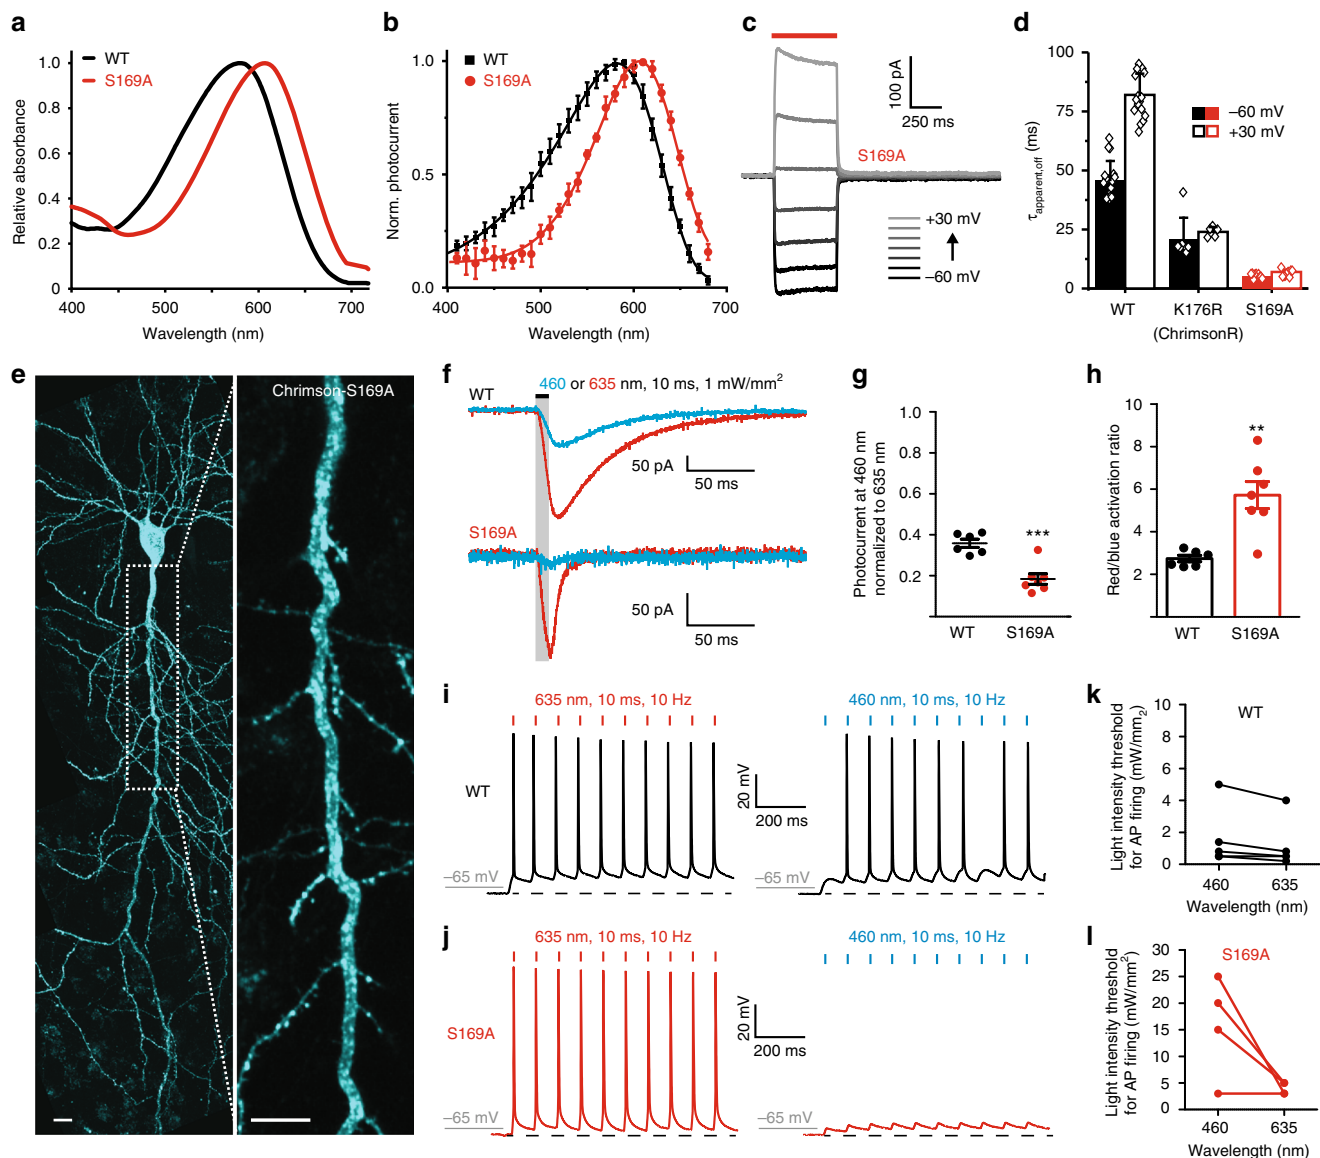 a
WT
S169A
1.0
0.8
0.6
0.4
0.2
0
400
500
600
700
Relative absorbance
Wavelength (nm)
b
WT
S169A
1.0
0.5
0.0
400
500
600
700
Norm. photocurrent
Wavelength (nm)
c
100 pA
250 ms
S169A
+30 mV
–60 mV
d
100
75
50
25
0
τapparent,off (ms)
–60 mV
+30 mV
WT
K176R
S169A
(ChrimsonR)
e
Chrimson-S169A
f
460 or 635 nm, 10 ms, 1 mW/mm²
WT
50 pA
50 ms
S169A
50 pA
50 ms
g
1.0
0.8
0.6
0.4
0.2
Photocurrent at 460 nm
normalized to 635 nm
***
WT
S169A
h
10
8
6
4
2
Red/blue activation ratio
**
WT
S169A
i
635 nm, 10 ms, 10 Hz
460 nm, 10 ms, 10 Hz
WT
20 mV
200 ms
–65 mV
–65 mV
j
635 nm, 10 ms, 10 Hz
460 nm, 10 ms, 10 Hz
S169A
20 mV
200 ms
–65 mV
–65 mV
k
WT
10
8
6
4
2
0
Light intensity threshold
for AP firing (mW/mm₂)
460
635
Wavelength (nm)
l
S169A
30
25
20
15
10
5
0
Light intensity threshold
for AP firing (mW/mm²)
460
635
Wavelength (nm)